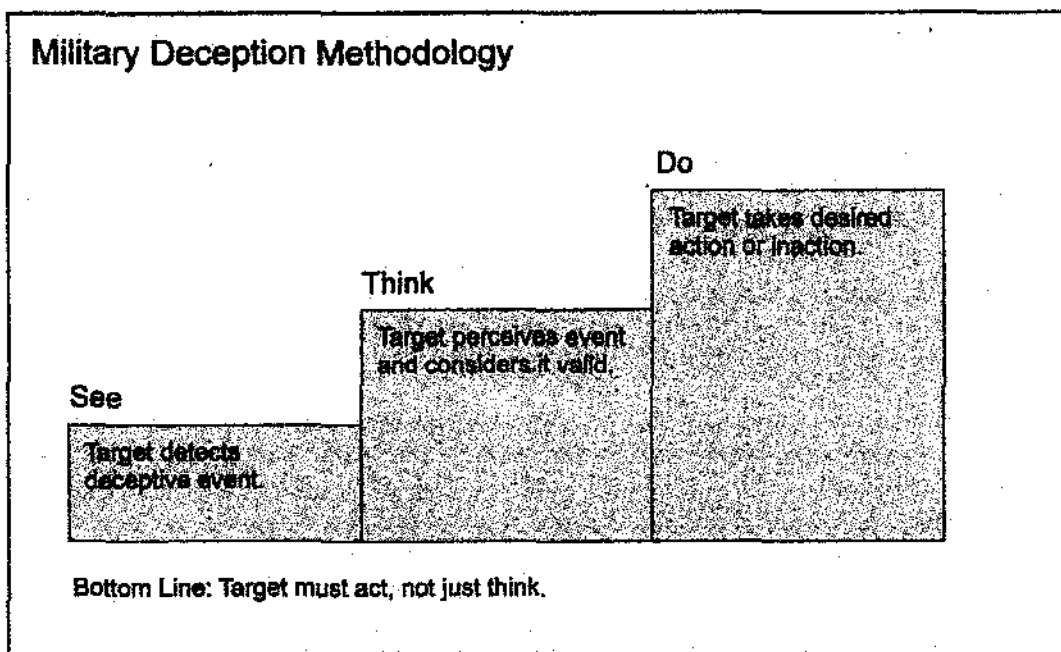 Military Deception Methodology
Do
Target takes desired
action or inaction.
Think
Target perceives event
and considers it valid.
See
Target detects
deceptive event.
Bottom Line: Target must act, not just think.